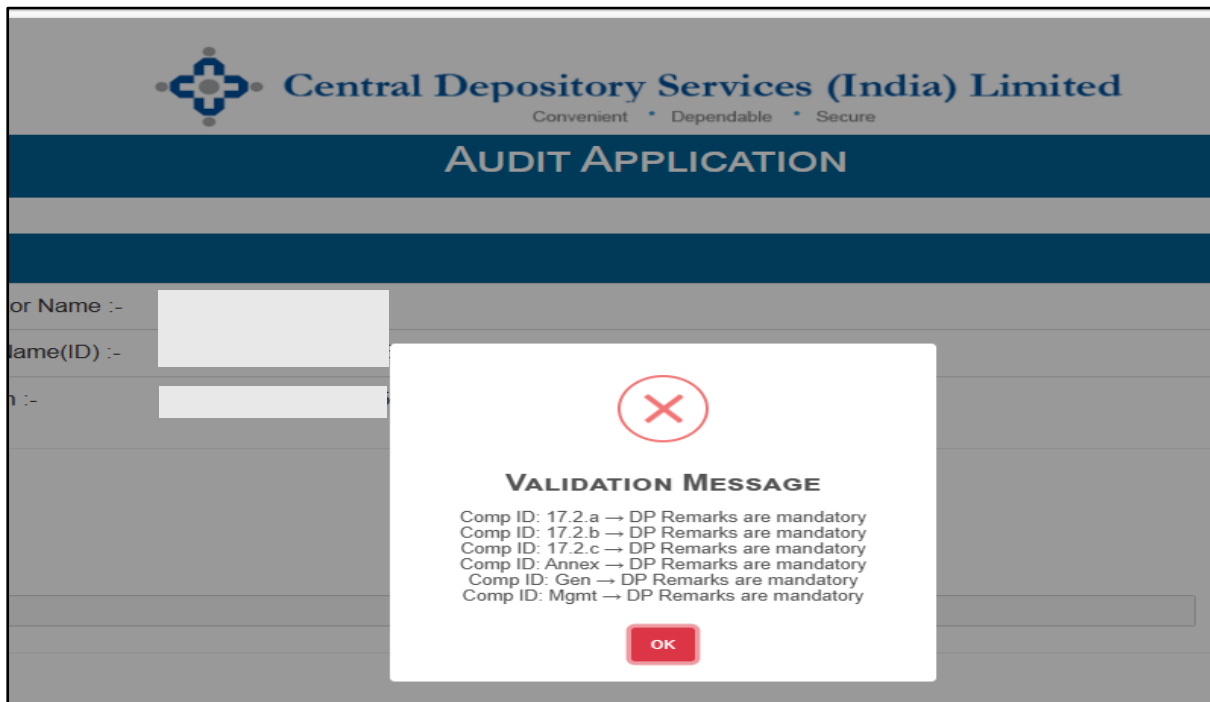 Central Depository Services (India) Limited
Convenient • Dependable • Secure
AUDIT APPLICATION
or Name :-
Name(ID) :-
:-
VALIDATION MESSAGE
Comp ID: 17.2.a → DP Remarks are mandatory
Comp ID: 17.2.b → DP Remarks are mandatory
Comp ID: 17.2.c → DP Remarks are mandatory
Comp ID: Annex → DP Remarks are mandatory
Comp ID: Gen → DP Remarks are mandatory
Comp ID: Mgmt → DP Remarks are mandatory
OK